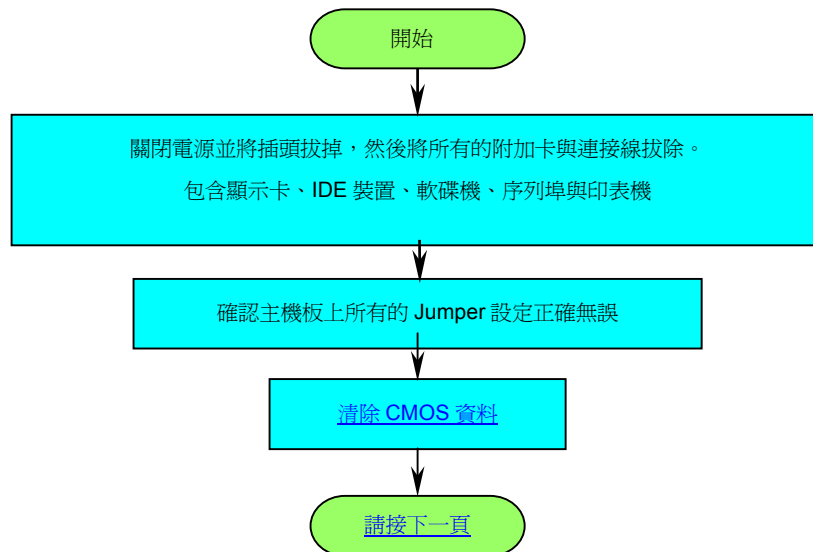 開始
關閉電源並將插頭拔掉，然後將所有的附加卡與連接線拔除。
包含顯示卡、IDE 裝置、軟碟機、序列埠與印表機
確認主機板上所有的 Jumper 設定正確無誤
清除 CMOS 資料
請接下一頁